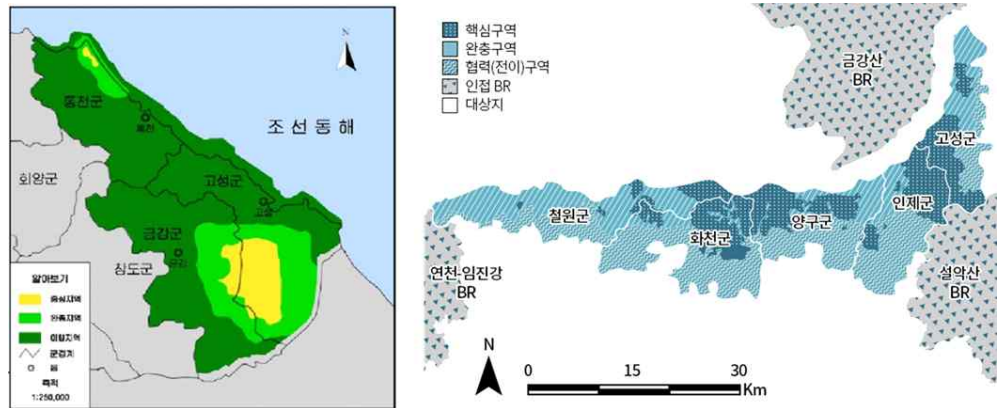 N
통천군
통천
조선동해
회양군
고성군
고성
금강군
금강
창도군
알아보기
중심지역
완충지역
이행지역
군경계
읍
축척
1:250,000
핵심구역
완충구역
협력(전이)구역
인접 BR
대상지
금강산
BR
고성군
인제군
철원군
양구군
화천군
연천-임진강
BR
설악산
BR
N
0 15 30
Km